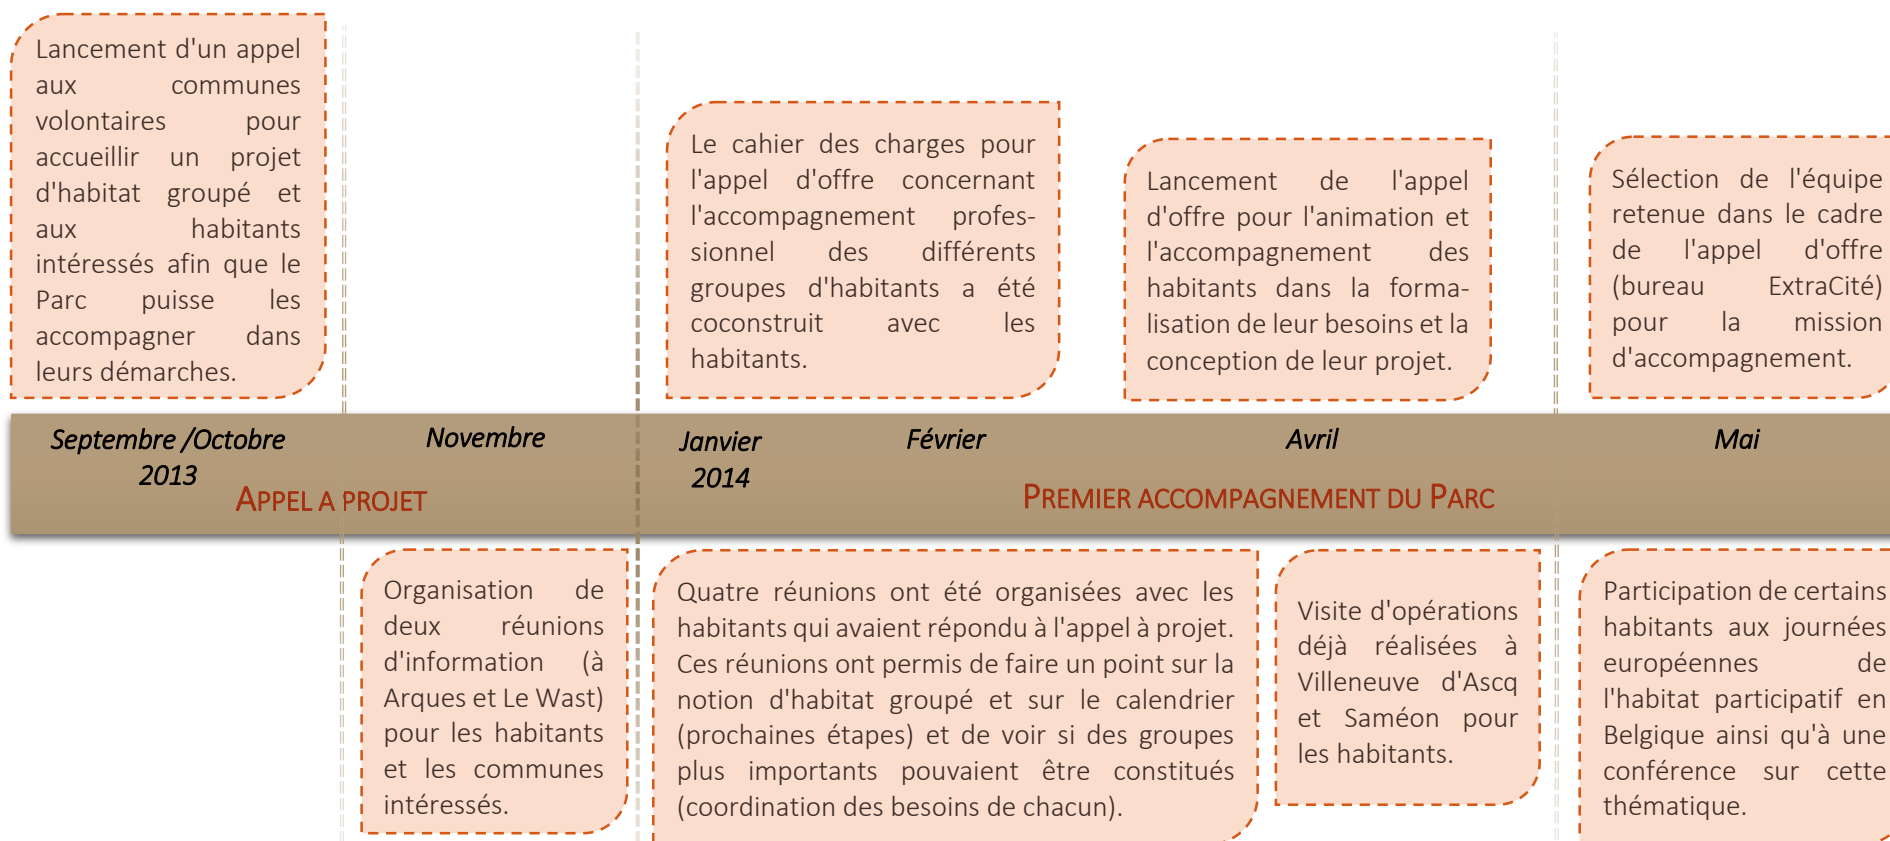 Lancement d'un appel
aux communes
volontaires pour
accueillir un projet
d'habitat groupé et
aux habitants
intéressés afin que le
Parc puisse les
accompagner dans
leurs démarches.
Le cahier des charges pour
l'appel d'offre concernant
l'accompagnement profes-
sionnel des différents
groupes d'habitants a été
coconstruit avec les
habitants.
Lancement de l'appel
d'offre pour l'animation et
l'accompagnement des
habitants dans la forma-
lisation de leur besoins et la
conception de leur projet.
Sélection de l'équipe
retenue dans le cadre
de l'appel d'offre
(bureau ExtraCité)
pour la mission
d'accompagnement.
Septembre /Octobre
2013
Novembre
Janvier
2014
Février
Avril
Mai
APPEL A PROJET
PREMIER ACCOMPAGNEMENT DU PARC
Organisation de
deux réunions
d'information (à
Arques et Le Wast)
pour les habitants
et les communes
intéressés.
Quatre réunions ont été organisées avec les
habitants qui avaient répondu à l'appel à projet.
Ces réunions ont permis de faire un point sur la
notion d'habitat groupé et sur le calendrier
(prochaines étapes) et de voir si des groupes
plus importants pouvaient être constitués
(coordination des besoins de chacun).
Visite d'opérations
déjà réalisées à
Villeneuve d'Ascq
et Saméon pour
les habitants.
Participation de certains
habitants aux journées
européennes de
l'habitat participatif en
Belgique ainsi qu'à une
conférence sur cette
thématique.